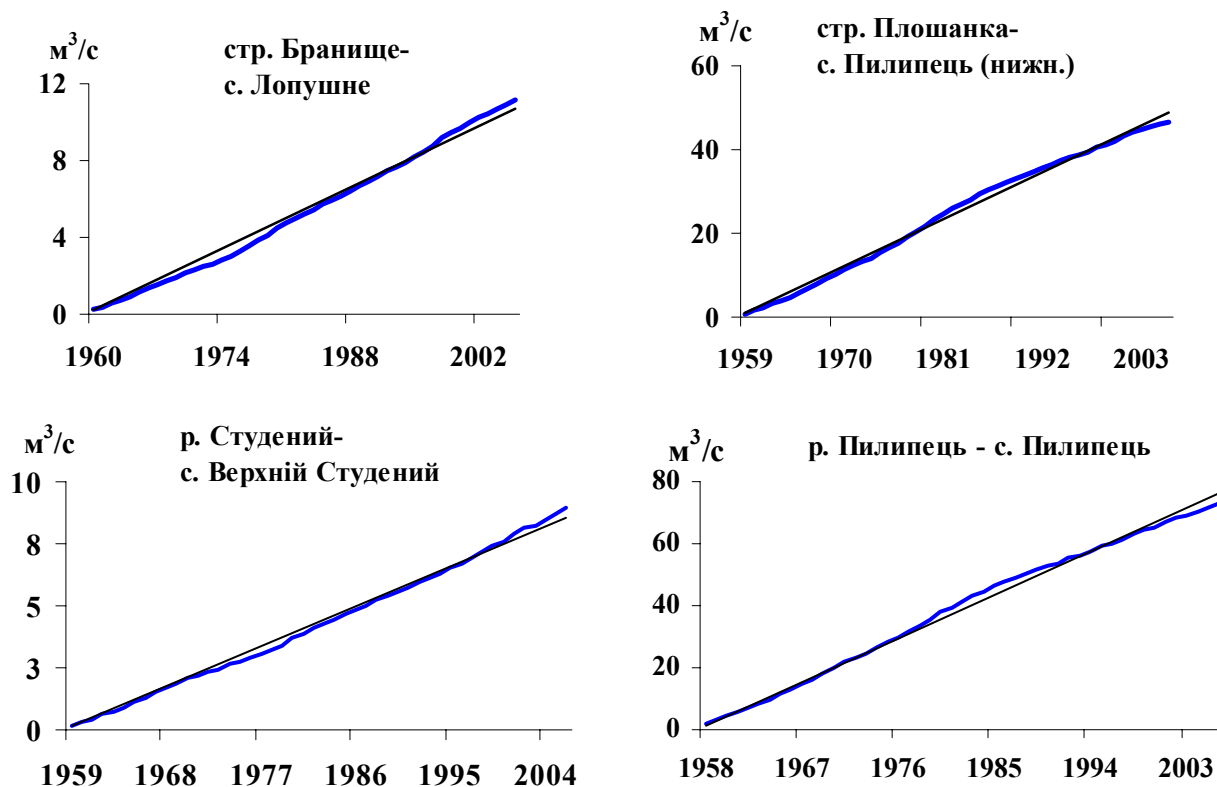 м³/с
стр. Бранище-
с. Лопушне
12
8
4
0
1960 1974 1988 2002
м³/с
стр. Плошанка-
с. Пилипець (нижн.)
60
40
20
0
1959 1970 1981 1992 2003
м³/с
р. Студений-
с. Верхній Студений
10
8
5
3
0
1959 1968 1977 1986 1995 2004
м³/с
р. Пилипець - с. Пилипець
80
60
40
20
0
1958 1967 1976 1985 1994 2003